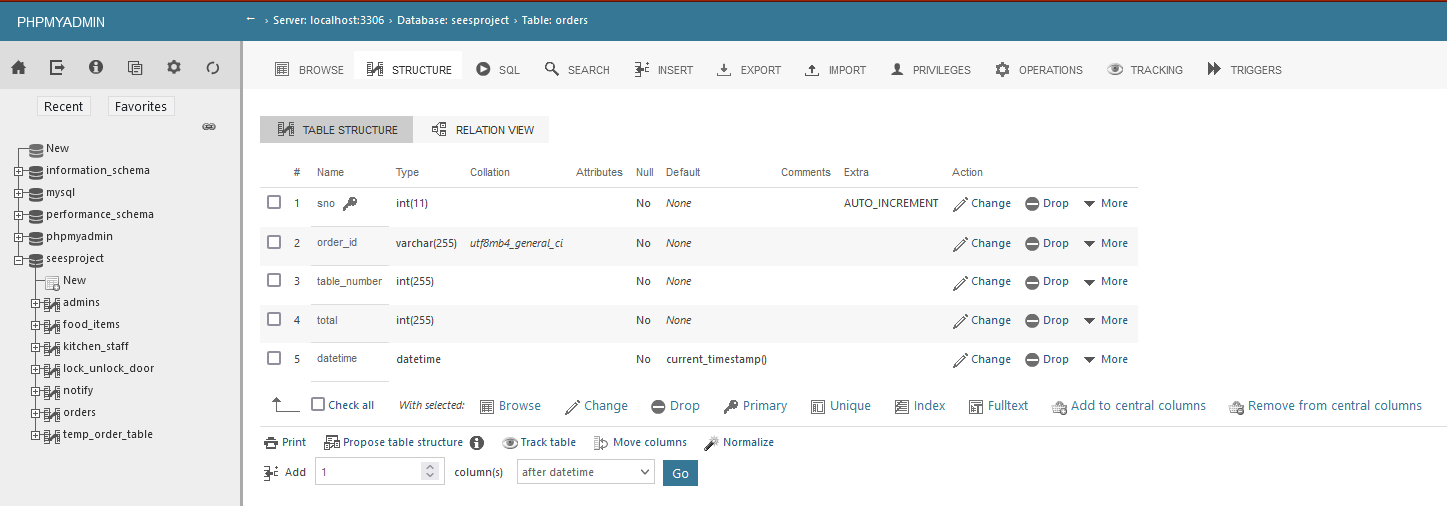 PHPMYADMIN
← › Server: localhost:3306 › Database: seesproject › Table: orders
BROWSE STRUCTURE SQL SEARCH INSERT EXPORT IMPORT PRIVILEGES OPERATIONS TRACKING TRIGGERS
Recent Favorites
New
information_schema
mysql
performance_schema
phpmyadmin
seesproject
New
admins
food_items
kitchen_staff
lock_unlock_door
notify
orders
temp_order_table
TABLE STRUCTURE RELATION VIEW
# Name Type Collation Attributes Null Default Comments Extra Action
1 sno int(11) No None AUTO_INCREMENT Change Drop More
2 order_id varchar(255) utf8mb4_general_ci No None Change Drop More
3 table_number int(255) No None Change Drop More
4 total int(255) No None Change Drop More
5 datetime datetime No current_timestamp() Change Drop More
Check all With selected: Browse Change Drop Primary Unique Index Fulltext Add to central columns Remove from central columns
Print Propose table structure Track table Move columns Normalize
Add 1 column(s) after datetime Go